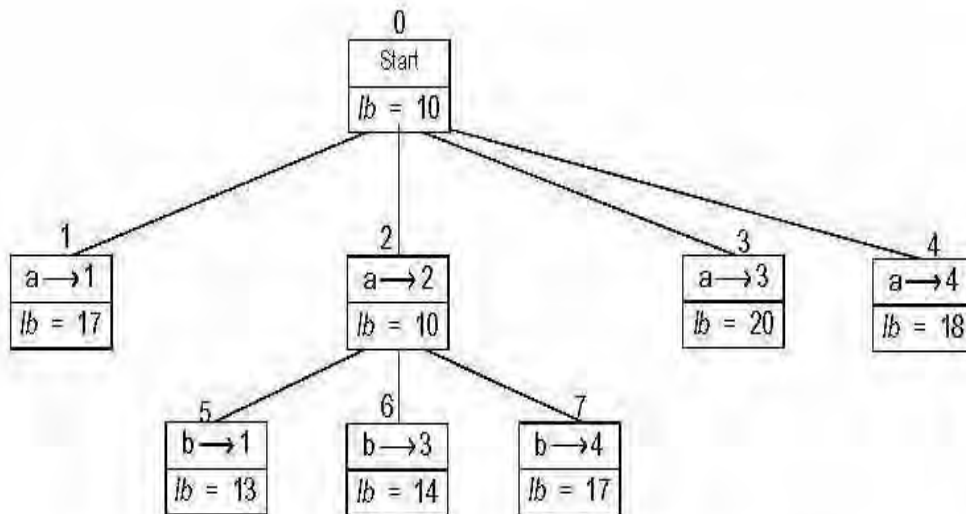 0
Start
lb = 10
1
2
3
4
a→1
a→2
a→3
a→4
lb = 17
lb = 10
lb = 20
lb = 18
5
6
7
b→1
b→3
b→4
lb = 13
lb = 14
lb = 17